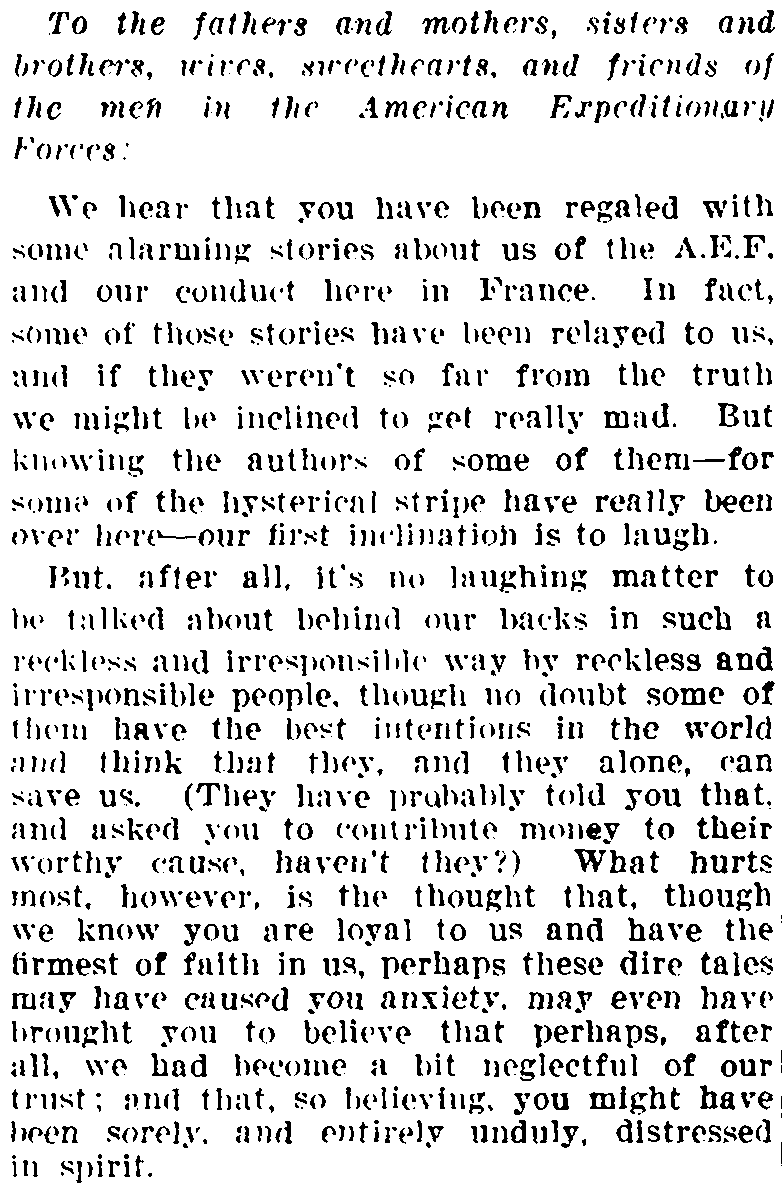 To the fathers and mothers, sisters and
brothers, wives, sweethearts, and friends of
the men in the American Expeditionary
Forces:
We hear that you have been regaled with
some alarming stories about us of the A.E.F.
and our conduct here in France. In fact,
some of those stories have been relayed to us,
and if they weren't so far from the truth
we might be inclined to get really mad. But
knowing the authors of some of them—for
some of the hysterical stripe have really been
over here—our first inclination is to laugh.
But, after all, it's no laughing matter to
be talked about behind our backs in such a
reckless and irresponsible way by reckless and
irresponsible people, though no doubt some of
them have the best intentions in the world
and think that they, and they alone, can
save us. (They have probably told you that,
and asked you to contribute money to their
worthy cause, haven't they?) What hurts
most, however, is the thought that, though
we know you are loyal to us and have the
firmest of faith in us, perhaps these dire tales
may have caused you anxiety, may even have
brought you to believe that perhaps, after
all, we had become a bit neglectful of our
trust; and that, so believing, you might have
been sorely, and entirely unduly, distressed
in spirit.